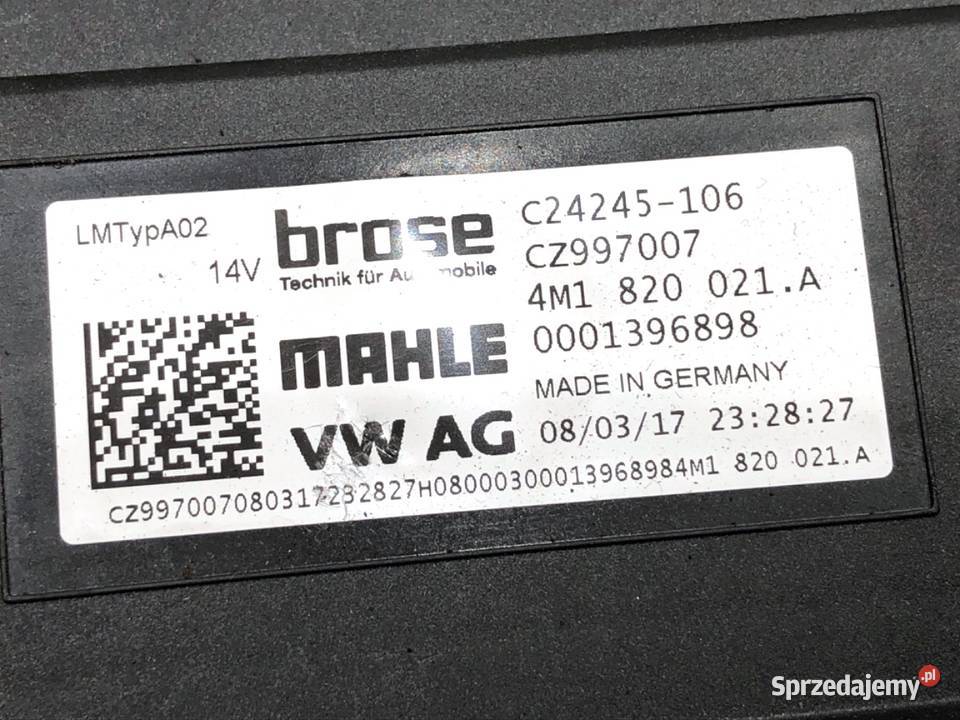 LMTypA02
14V
brose
Technik für
C24245-106
CZ997007
4M1 820 021.A
0001396898
MAHLE
MADE IN GERMANY
VW AG
08/03/17 23:28:27
CZ997007080317232827H08000300013968984M1 820 021.A
Sprzedajemy.pl